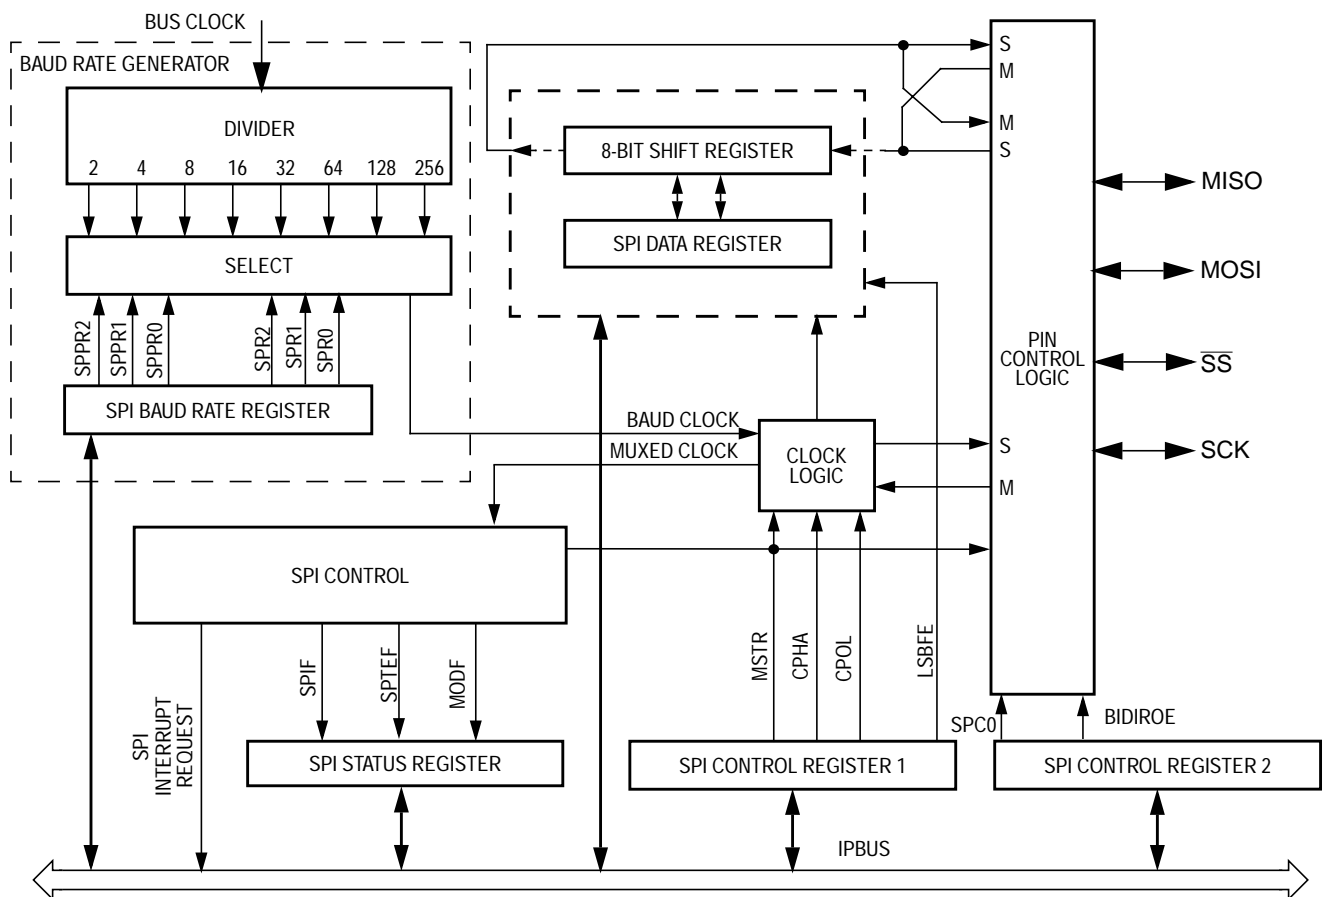 BUS CLOCK
BAUD RATE GENERATOR
DIVIDER
2 4 8 16 32 64 128 256
SELECT
SPPR2
SPPR1
SPPR0
SPR2
SPR1
SPR0
SPI BAUD RATE REGISTER
8-BIT SHIFT REGISTER
SPI DATA REGISTER
S
M
M
S
MISO
MOSI
SS
SCK
PIN
CONTROL
LOGIC
BAUD CLOCK
MUXED CLOCK
CLOCK
LOGIC
S
M
SPI CONTROL
SPI
INTERRUPT
REQUEST
SPIF
SPTEF
MODF
MSTR
CPHA
CPOL
LSBFE
SPC0
BIDIROE
SPI STATUS REGISTER
SPI CONTROL REGISTER 1
SPI CONTROL REGISTER 2
IPBUS